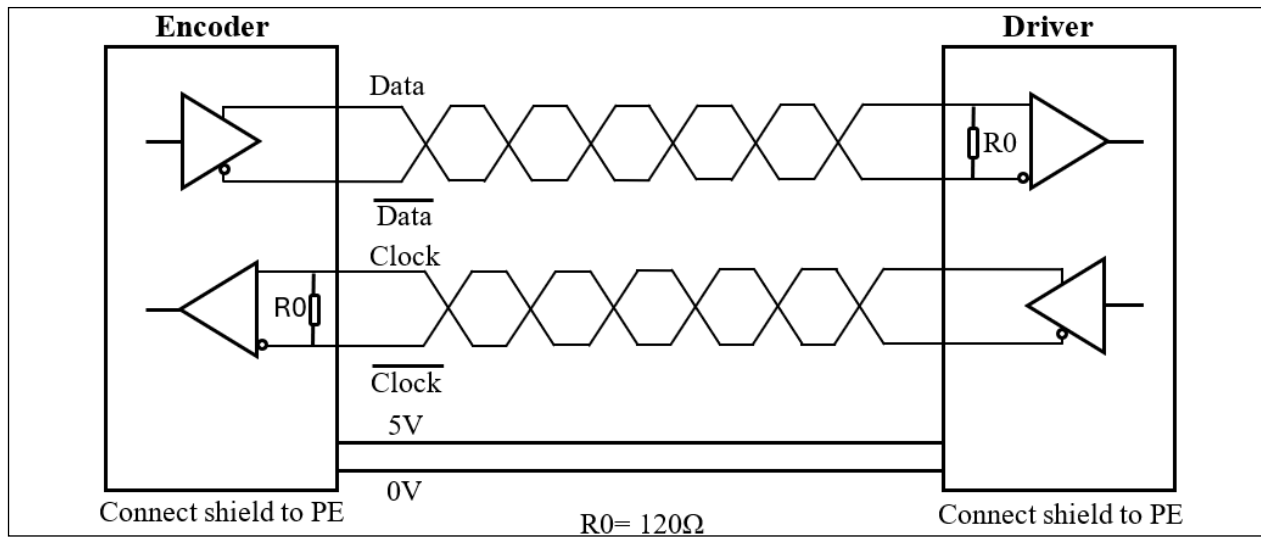 Encoder
Driver
Data
R0
Data
Clock
R0
Clock
5V
0V
Connect shield to PE
Connect shield to PE
R0= 120Ω